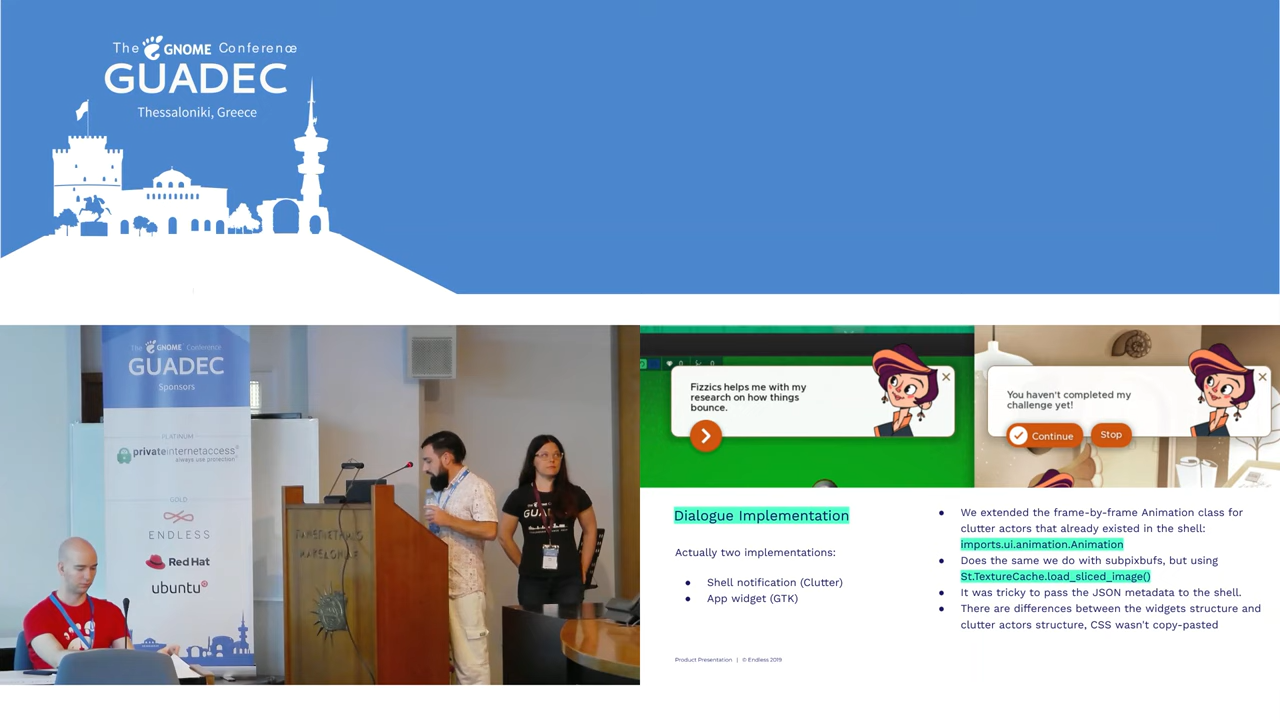 The GNOME Conference
GUADEC
Thessaloniki, Greece
The GNOME Conference
GUADEC
Sponsors
PLATINUM
privateinternetaccess
always use protection
GOLD
ENDLESS
Red Hat
ubuntu
ΠΑΝΕΠΙΣΤΗΜΙΟ
ΜΑΚΕΔΟΝΙΑΣ
GUADEC
Fizzics helps me with my
research on how things
bounce.
You haven't completed my
challenge yet!
Continue
Stop
Dialogue Implementation
Actually two implementations:
● Shell notification (Clutter)
● App widget (GTK)
● We extended the frame-by-frame Animation class for
clutter actors that already existed in the shell:
imports.ui.animation.Animation
● Does the same we do with subpixbufs, but using
St.TextureCache.load_sliced_image()
● It was tricky to pass the JSON metadata to the shell.
● There are differences between the widgets structure and
clutter actors structure, CSS wasn't copy-pasted
Product Presentation | © Endless 2019